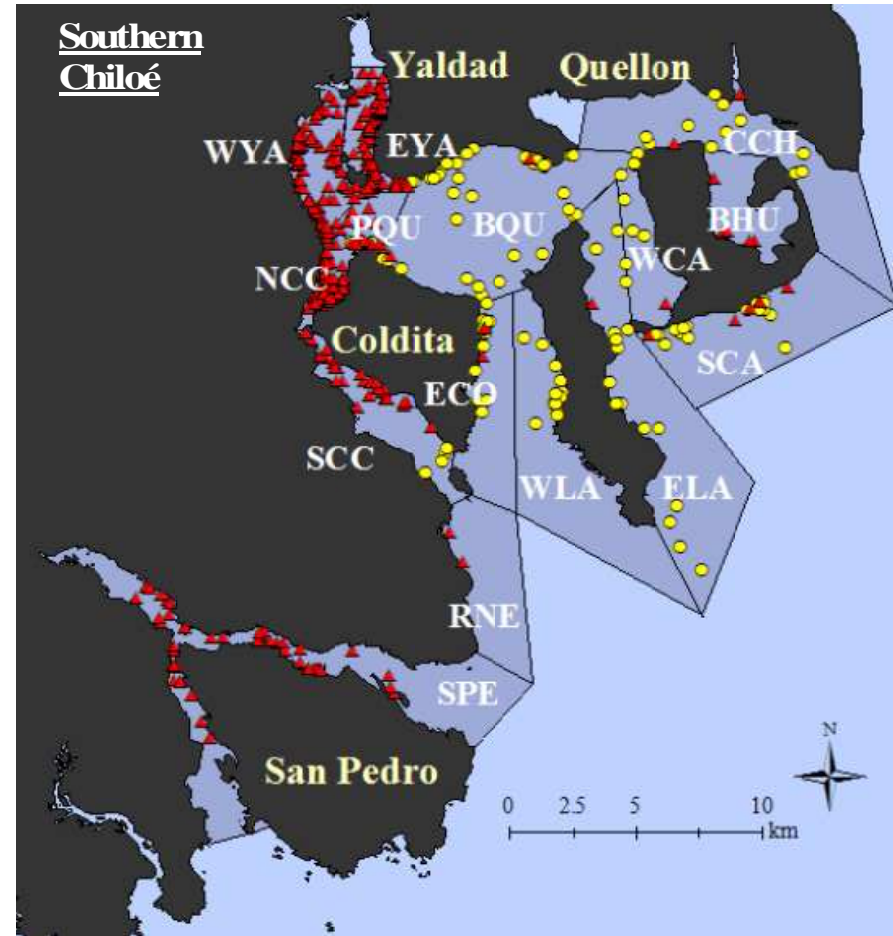 Southern
Chiloé
Yaldad
Quellon
WYA
EYA
CCH
PQU
BQU
BHU
WCA
NCC
Coldita
SCA
ECO
SCC
WLA
ELA
RNE
SPE
San Pedro
N
0 2.5 5 10
km